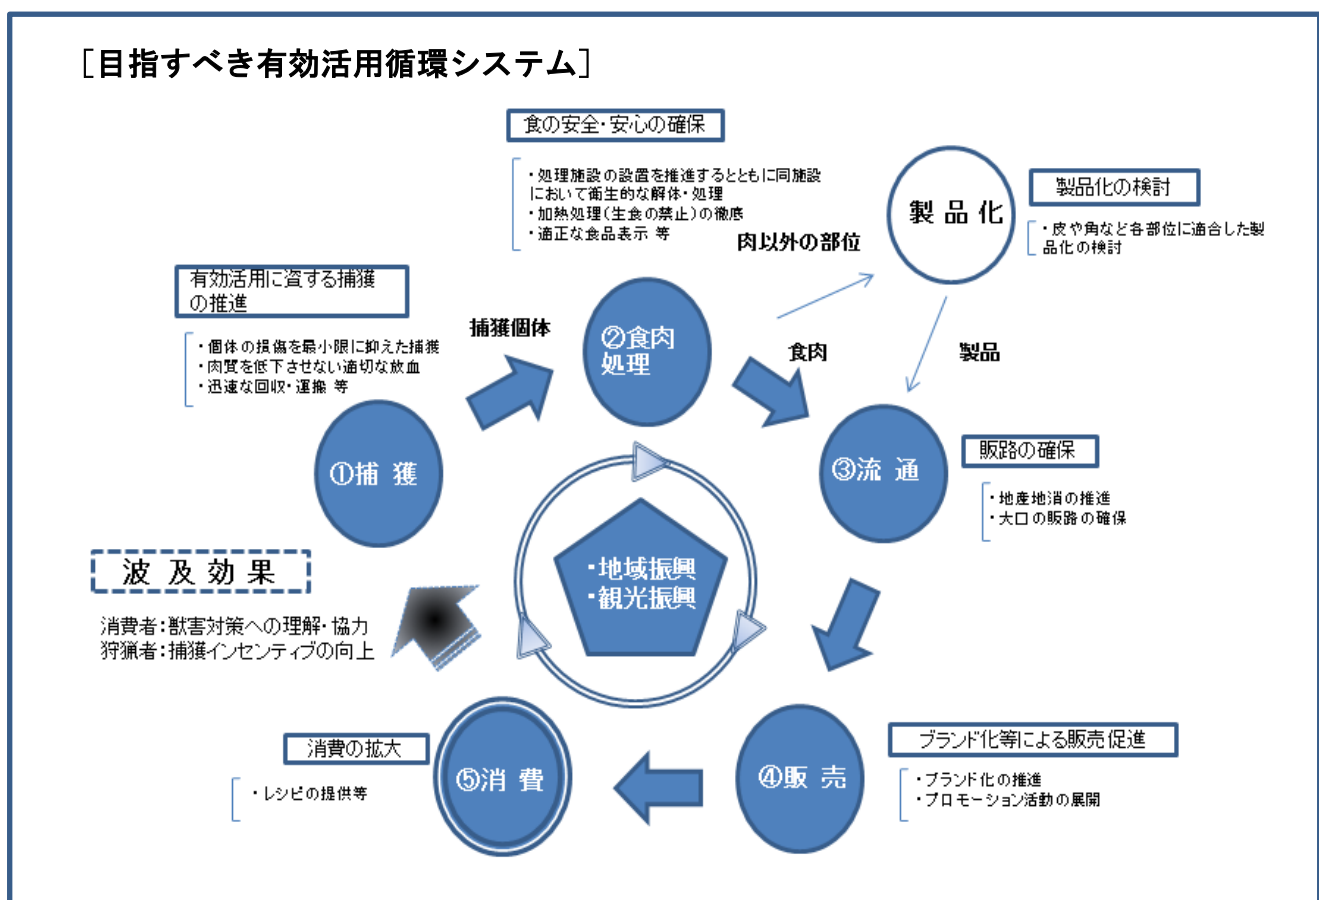 [目指すべき有効活用循環システム]
食の安全・安心の確保
・処理施設の設置を推進するとともに同施設
において衛生的な解体・処理
・加熱処理(生食の禁止)の徹底
・適正な食品表示 等
製品化
製品化の検討
・皮や角など各部位に適合した製
品化の検討
肉以外の部位
有効活用に資する捕獲
の推進
・個体の損傷を最小限に抑えた捕獲
・肉質を低下させない適切な放血
・迅速な回収・運搬 等
捕獲個体
②食肉
処理
食肉
製品
①捕 獲
③流 通
販路の確保
・地産地消の推進
・大口の販路の確保
・地域振興
・観光振興
波及効果
消費者:獣害対策への理解・協力
狩猟者:捕獲インセンティブの向上
消費の拡大
・レシピの提供等
⑤消 費
④販 売
ブランド化等による販売促進
・ブランド化の推進
・プロモーション活動の展開